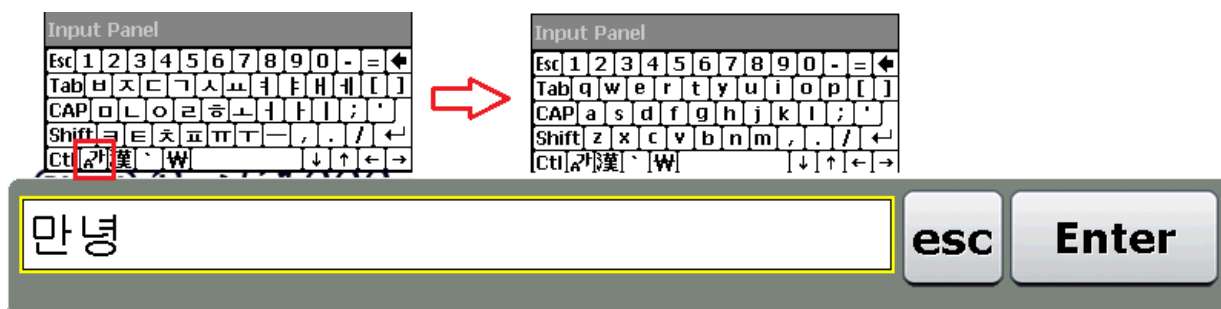 Input Panel
Esc 1 2 3 4 5 6 7 8 9 0 - =
Tab ㅂ ㅈ ㄷ ㄱ ㅅ ㅛ ㅕ ㅑ ㅐ ㅔ [ ]
CAP ㅁ ㄴ ㅇ ㄹ ㅎ ㅗ ㅓ ㅏ ㅣ ; '
Shift ㅋ ㅌ ㅊ ㅍ ㅠ ㅜ ㅡ , . / ↵
Ctl 가A 漢 ` ₩ ↓ ↑ ← →
Input Panel
Esc 1 2 3 4 5 6 7 8 9 0 - =
Tab q w e r t y u i o p [ ]
CAP a s d f g h j k l ; '
Shift z x c v b n m , . / ↵
Ctl 가A 漢 ` ₩ ↓ ↑ ← →
만녕
esc
Enter